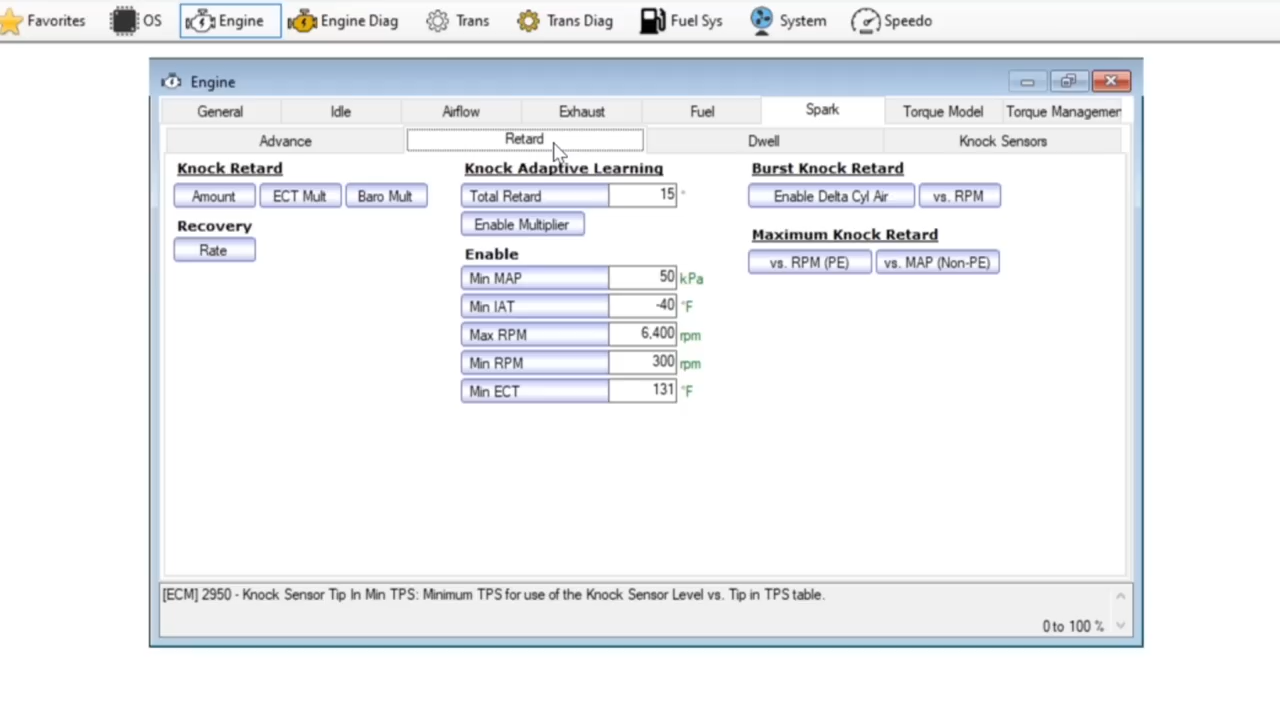 Favorites OS Engine Engine Diag Trans Trans Diag Fuel Sys System Speedo
Engine
General Idle Airflow Exhaust Fuel Spark Torque Model Torque Managemer
Advance Retard Dwell Knock Sensors
Knock Retard
Amount ECT Mult Baro Mult
Recovery
Rate
Knock Adaptive Learning
Total Retard 15 °
Enable Multiplier
Enable
Min MAP 50 kPa
Min IAT -40 °F
Max RPM 6,400 rpm
Min RPM 300 rpm
Min ECT 131 °F
Burst Knock Retard
Enable Delta Cyl Air vs. RPM
Maximum Knock Retard
vs. RPM (PE) vs. MAP (Non-PE)
[ECM] 2950 - Knock Sensor Tip In Min TPS: Minimum TPS for use of the Knock Sensor Level vs. Tip in TPS table.
0 to 100 %